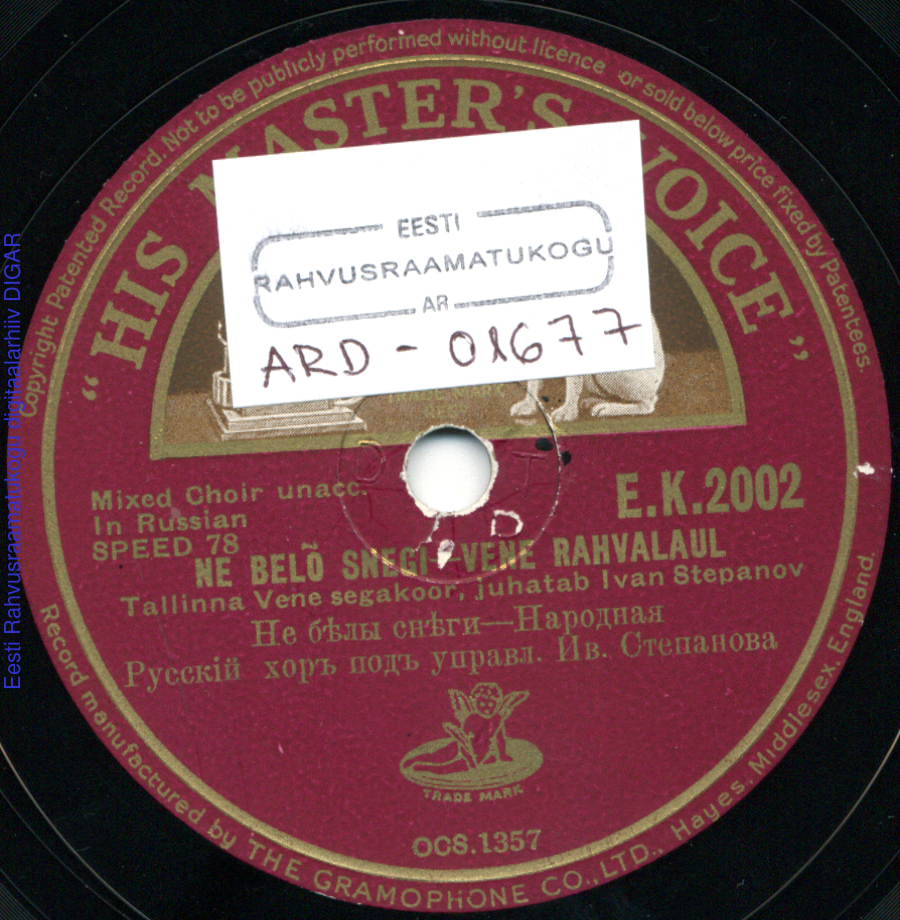 Copyright Patented Record. Not to be publicly performed without licence or sold below price fixed by Patentees.
"HIS MASTER'S VOICE"
EESTI
RAHVUSRAAMATUKOGU
AR
ARD - 01677
Mixed Choir unacc.
In Russian
SPEED 78
E.K.2002
NE BELÕ SNEGI—VENE RAHVALAUL
Tallinna Vene segakoor, juhatab Ivan Stepanov
Не бѣлы снѣги—Народная
Русскій хоръ подъ управл. Ив. Степанова
TRADE MARK
OCS.1357
Record manufactured by THE GRAMOPHONE CO., LTD., Hayes, Middlesex, England.
Eesti Rahvusraamatukogu digitaalarhiiv DIGAR